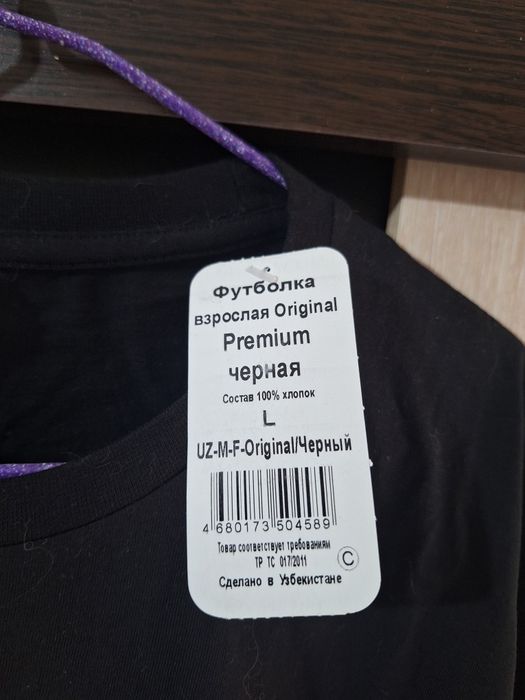 Футболка
взрослая Original
Premium
черная
Состав 100% хлопок
L
UZ-M-F-Original/Черный
4 680173 504589
Товар соответствует требованиям
ТР ТС 017/2011
С
Сделано в Узбекистане